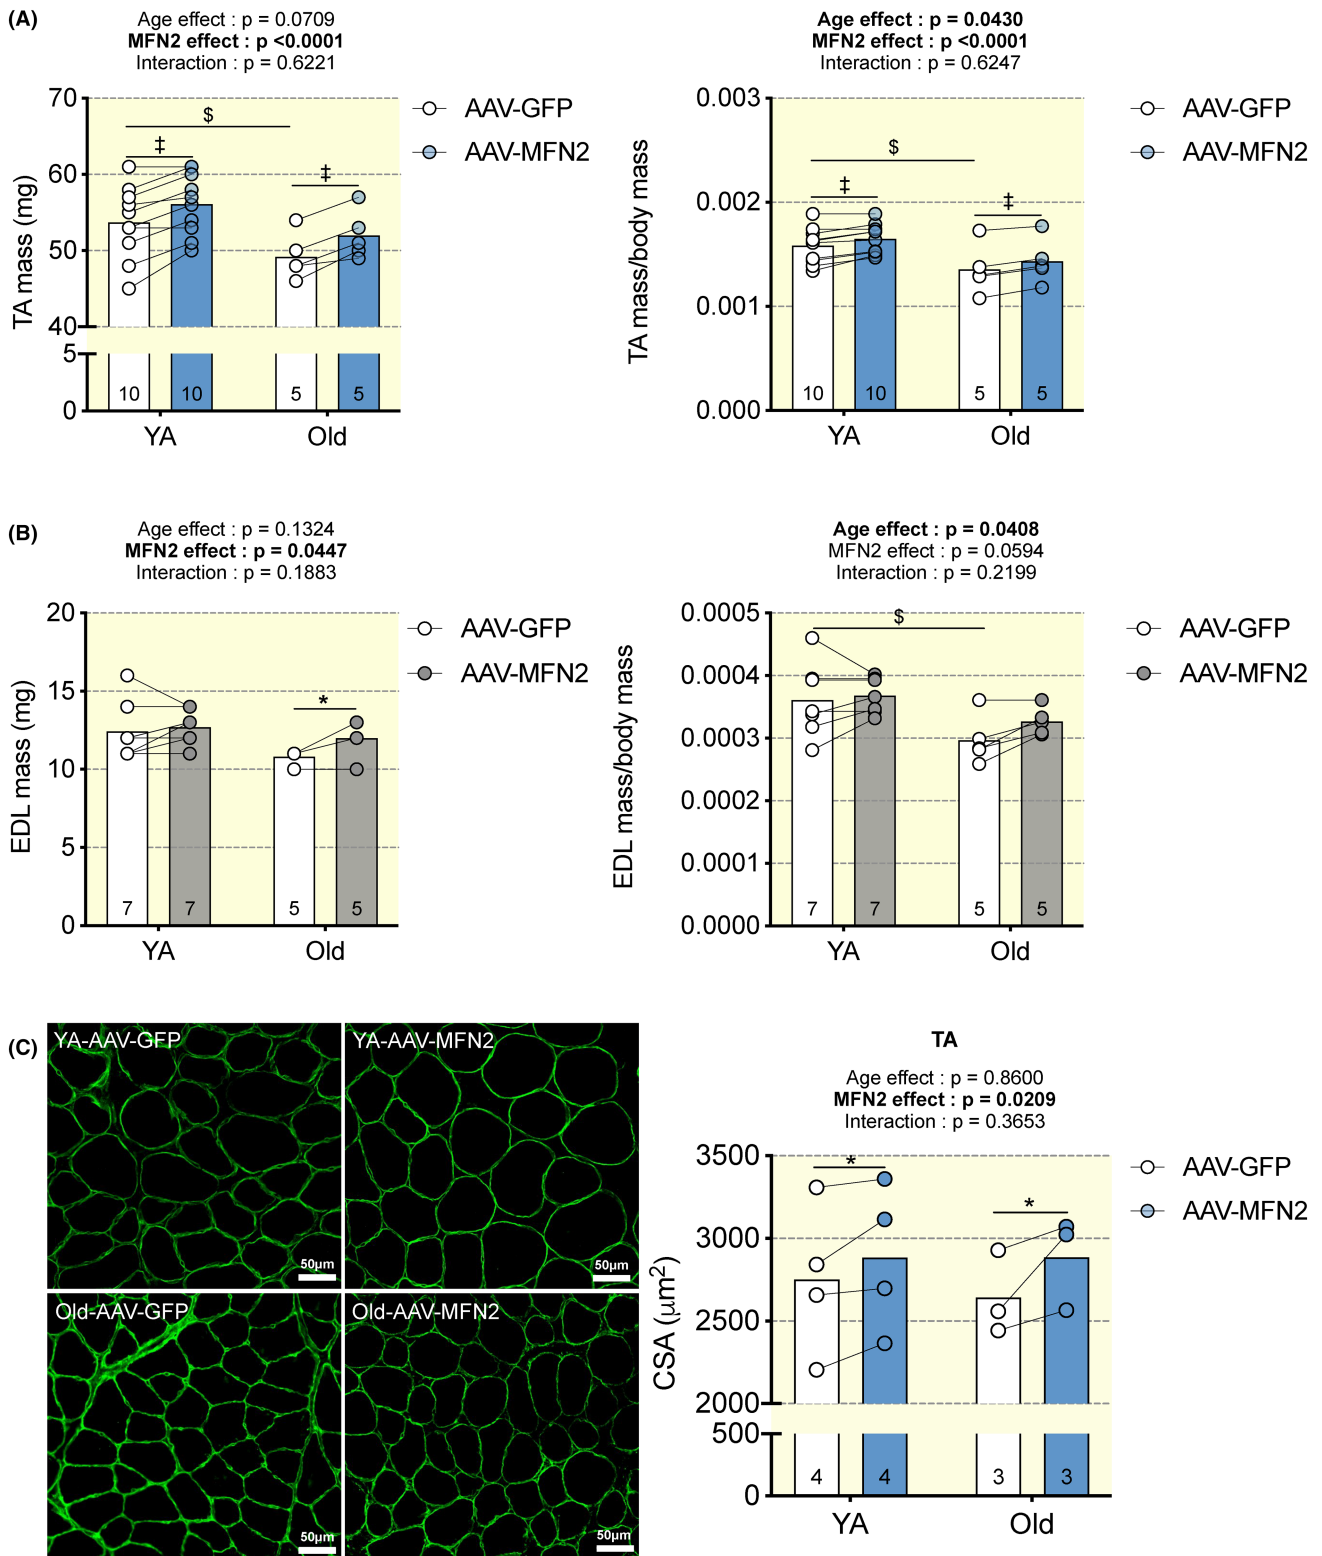 (A)
Age effect : p = 0.0709
MFN2 effect : p <0.0001
Interaction : p = 0.6221
70
60
50
40
5
0
TA mass (mg)
$
‡
‡
10
10
5
5
YA
Old
AAV-GFP
AAV-MFN2
Age effect : p = 0.0430
MFN2 effect : p <0.0001
Interaction : p = 0.6247
0.003
0.002
0.001
0.000
TA mass/body mass
$
‡
‡
10
10
5
5
YA
Old
AAV-GFP
AAV-MFN2
(B)
Age effect : p = 0.1324
MFN2 effect : p = 0.0447
Interaction : p = 0.1883
20
15
10
5
0
EDL mass (mg)
*
7
7
5
5
YA
Old
AAV-GFP
AAV-MFN2
Age effect : p = 0.0408
MFN2 effect : p = 0.0594
Interaction : p = 0.2199
0.0005
0.0004
0.0003
0.0002
0.0001
0.0000
EDL mass/body mass
$
7
7
5
5
YA
Old
AAV-GFP
AAV-MFN2
(C)
YA-AAV-GFP
50µm
YA-AAV-MFN2
50µm
Old-AAV-GFP
50µm
Old-AAV-MFN2
50µm
TA
Age effect : p = 0.8600
MFN2 effect : p = 0.0209
Interaction : p = 0.3653
3500
3000
2500
2000
500
0
CSA (µm²)
*
*
4
4
3
3
YA
Old
AAV-GFP
AAV-MFN2